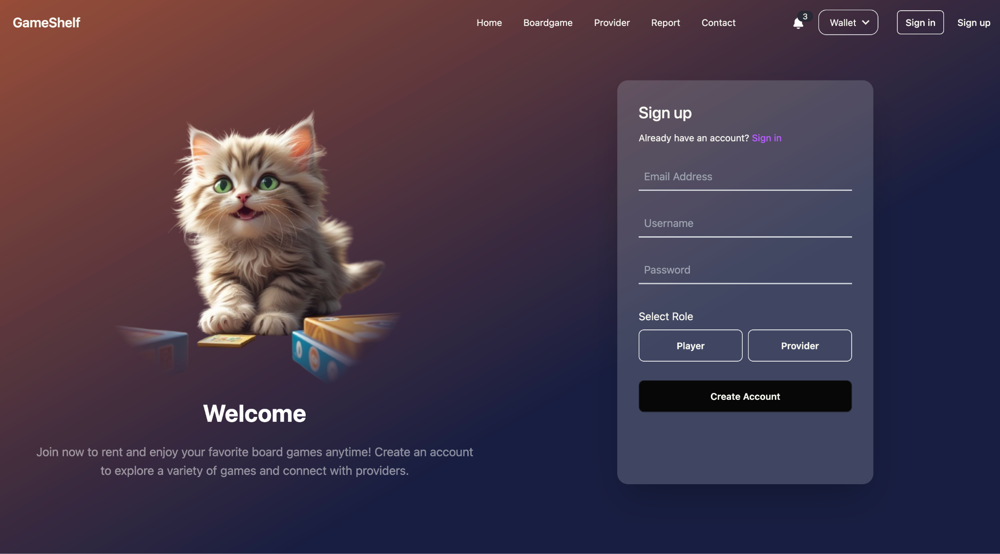 GameShelf
Home
Boardgame
Provider
Report
Contact
3
Wallet
Sign in
Sign up
Sign up
Already have an account? Sign in
Email Address
Username
Password
Select Role
Player
Provider
Create Account
Welcome
Join now to rent and enjoy your favorite board games anytime! Create an account
to explore a variety of games and connect with providers.